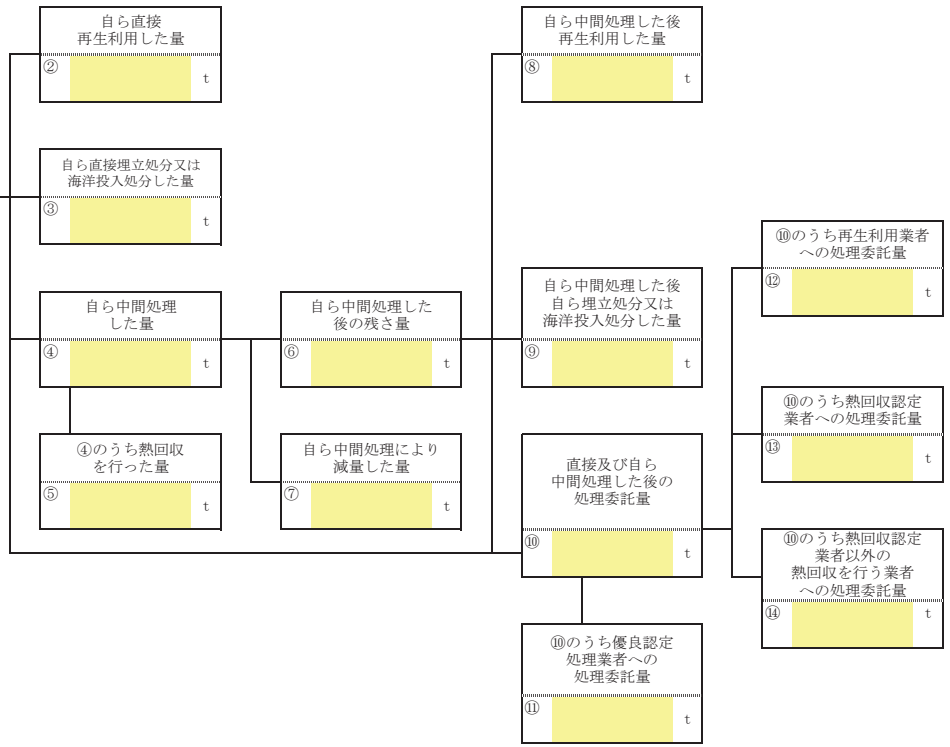 自ら直接
再生利用した量
②
t
自ら直接埋立処分又は
海洋投入処分した量
③
t
自ら中間処理
した量
④
t
④のうち熱回収
を行った量
⑤
t
自ら中間処理した
後の残さ量
⑥
t
自ら中間処理により
減量した量
⑦
t
自ら中間処理した後
再生利用した量
⑧
t
自ら中間処理した後
自ら埋立処分又は
海洋投入処分した量
⑨
t
直接及び自ら
中間処理した後の
処理委託量
⑩
t
⑩のうち優良認定
処理業者への
処理委託量
⑪
t
⑩のうち再生利用業者
への処理委託量
⑫
t
⑩のうち熱回収認定
業者への処理委託量
⑬
t
⑩のうち熱回収認定
業者以外の
熱回収を行う業者
への処理委託量
⑭
t